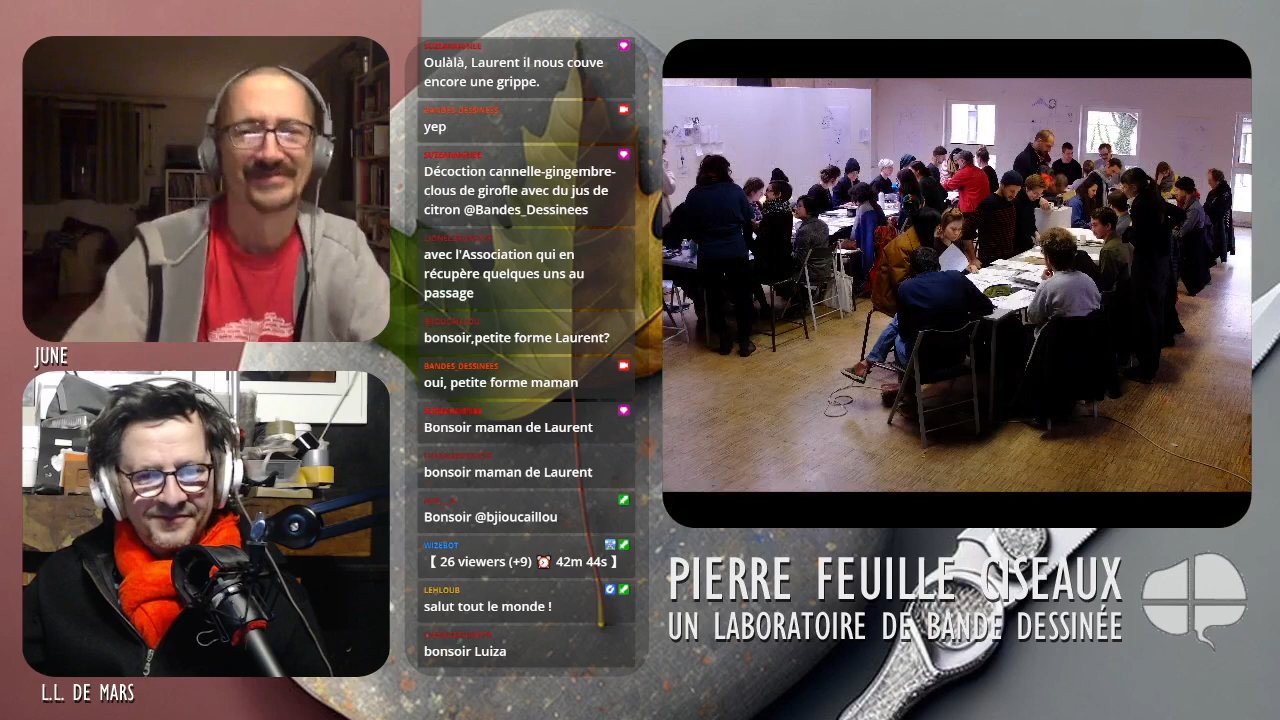 JUNE
L.L. DE MARS
Oulàlà, Laurent il nous couve
encore une grippe.
BANDES_DESSINEES
yep
Décoction cannelle-gingembre-
clous de girofle avec du jus de
citron @Bandes_Dessinees
avec l'Association qui en
récupère quelques uns au
passage
bonsoir,petite forme Laurent?
BANDES_DESSINEES
oui, petite forme maman
Bonsoir maman de Laurent
bonsoir maman de Laurent
Bonsoir @bjioucaillou
WIZEBOT
【 26 viewers (+9) ⏰ 42m 44s 】
LEHLOUB
salut tout le monde !
bonsoir Luiza
PIERRE FEUILLE CISEAUX
UN LABORATOIRE DE BANDE DESSINÉE